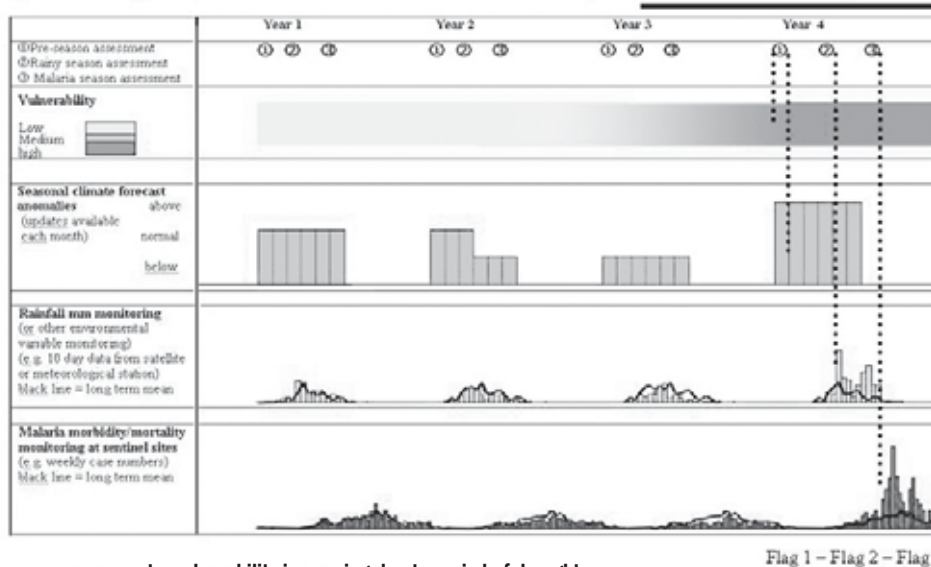 Year 1 Year 2 Year 3 Year 4
①Pre-season assessment ① ② ③ ① ② ③ ① ② ③ ① ② ③
②Rainy season assessment
③ Malaria season assessment
Vulnerability
Low
Medium
high
Seasonal climate forecast
anomalies above
(updates available
each month) normal
below
Rainfall mm monitoring
(or other environmental
variable monitoring)
(e.g. 10 day data from satellite
or meteorological station)
black line = long term mean
Malaria morbidity/mortality
monitoring at sentinel sites
(e.g. weekly case numbers)
black line = long term mean
Flag 1 – Flag 2 – Flag